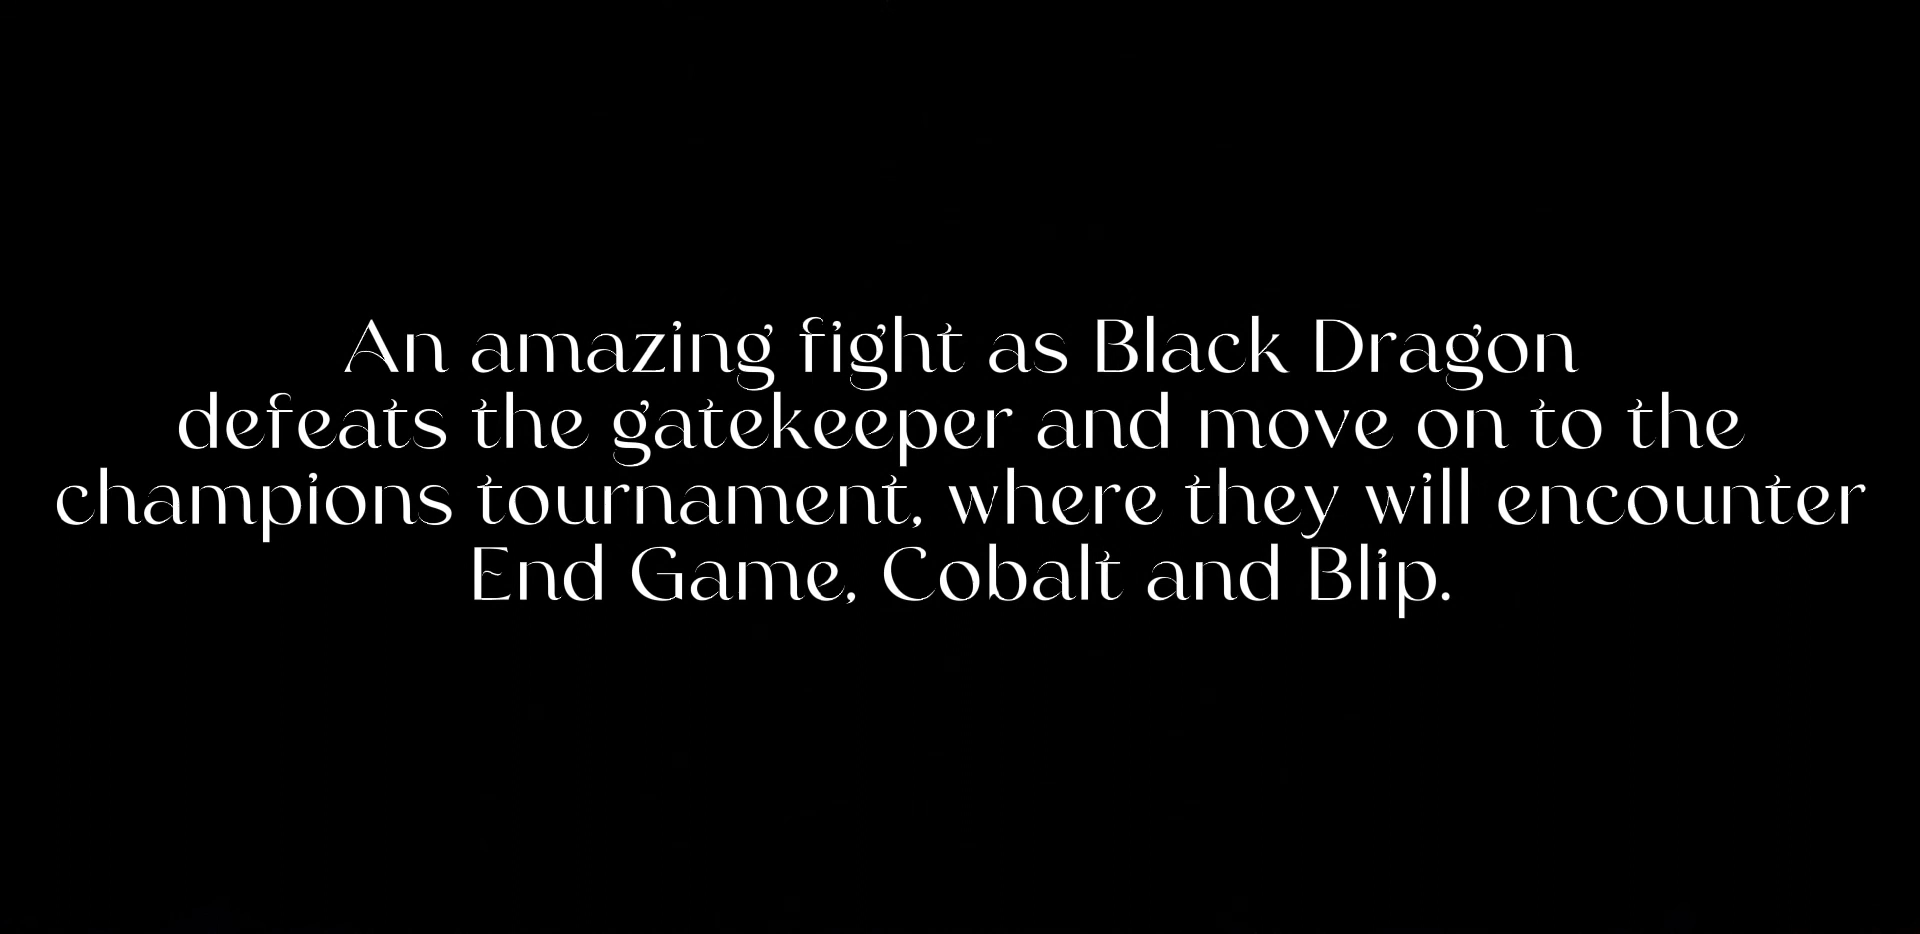 An amazing fight as Black Dragon
defeats the gatekeeper and move on to the
champions tournament, where they will encounter
End Game, Cobalt and Blip.